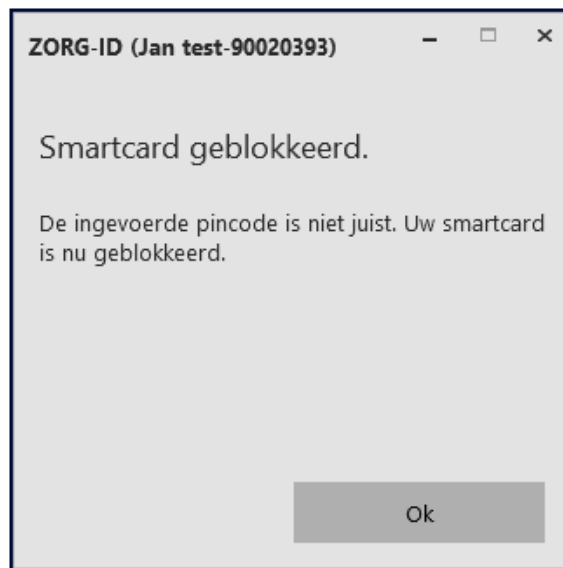 ZORG-ID (Jan test-90020393)
Smartcard geblokkeerd.
De ingevoerde pincode is niet juist. Uw smartcard
is nu geblokkeerd.
Ok